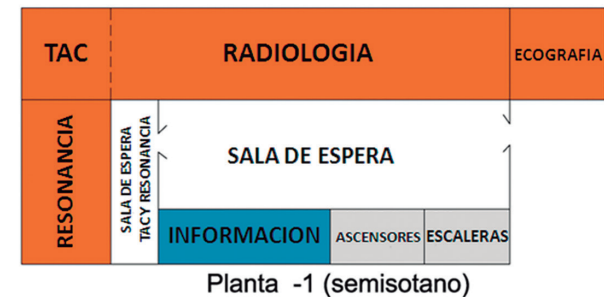 TAC
RADIOLOGIA
ECOGRAFIA
RESONANCIA
SALA DE ESPERA
TAC Y RESONANCIA
SALA DE ESPERA
INFORMACION
ASCENSORES
ESCALERAS
Planta -1 (semisotano)